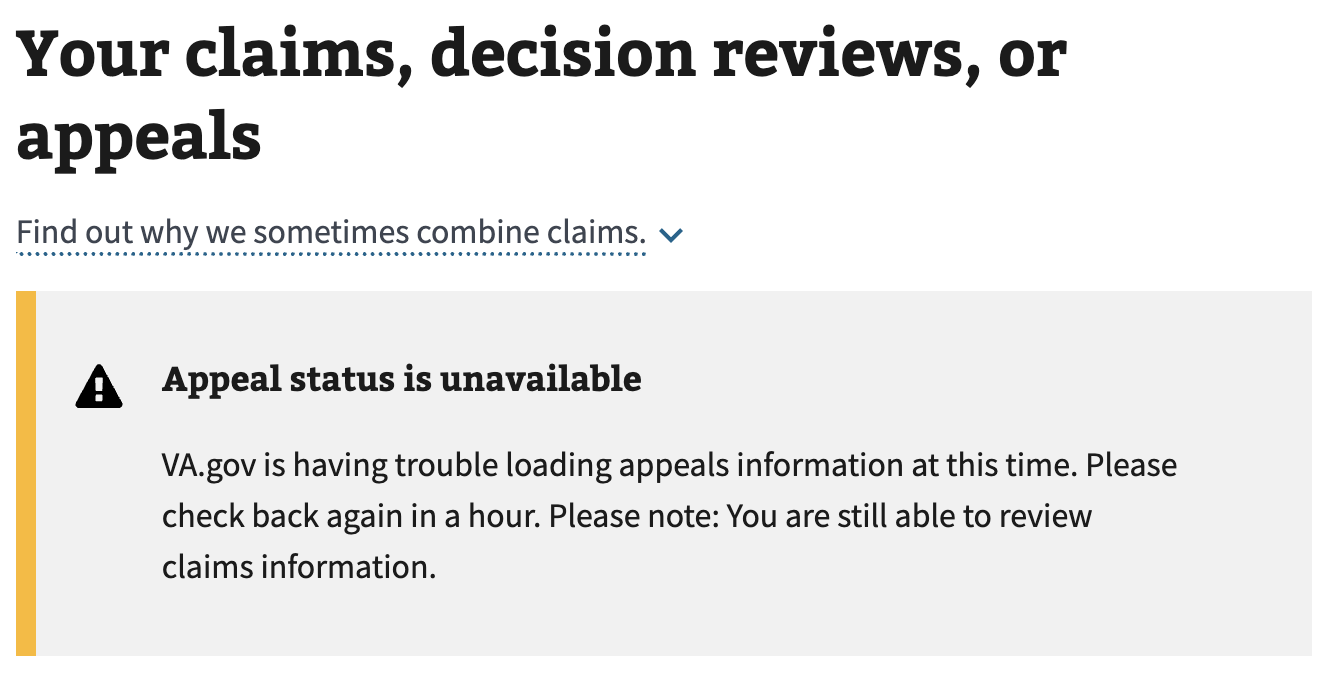 Your claims, decision reviews, or
appeals
Find out why we sometimes combine claims.
Appeal status is unavailable
VA.gov is having trouble loading appeals information at this time. Please
check back again in a hour. Please note: You are still able to review
claims information.